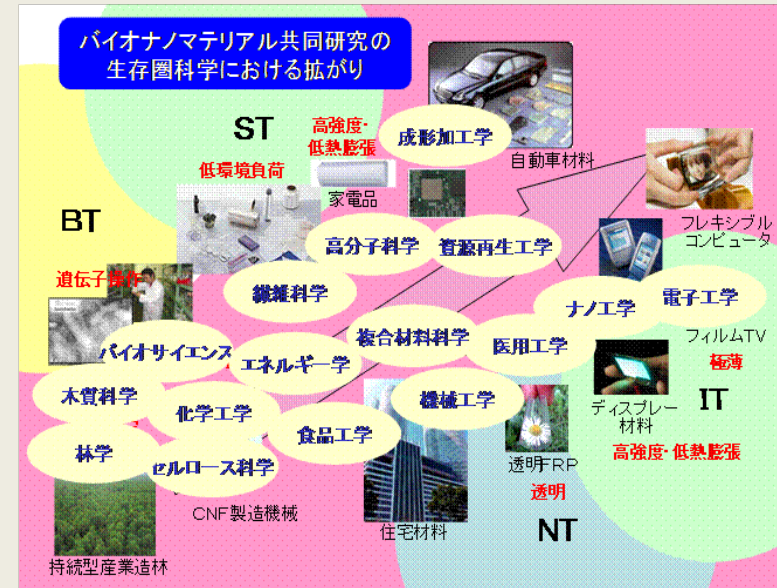 バイオナノマテリアル共同研究の
生存圏科学における拡がり
ST
高強度・
低熱膨張
成形加工学
自動車材料
低環境負荷
家電品
BT
フレキシブル
コンピュータ
高分子科学
資源再生工学
遺伝子操作
繊維科学
ナノ工学
電子工学
バイオサイエンス
エネルギー学
複合材料科学
医用工学
フィルムTV
極薄
木質科学
化学工学
機械工学
ディスプレー
材料
IT
林学
セルロース科学
食品工学
高強度・低熱膨張
透明FRP
透明
CNF製造機械
住宅材料
NT
持続型産業造林